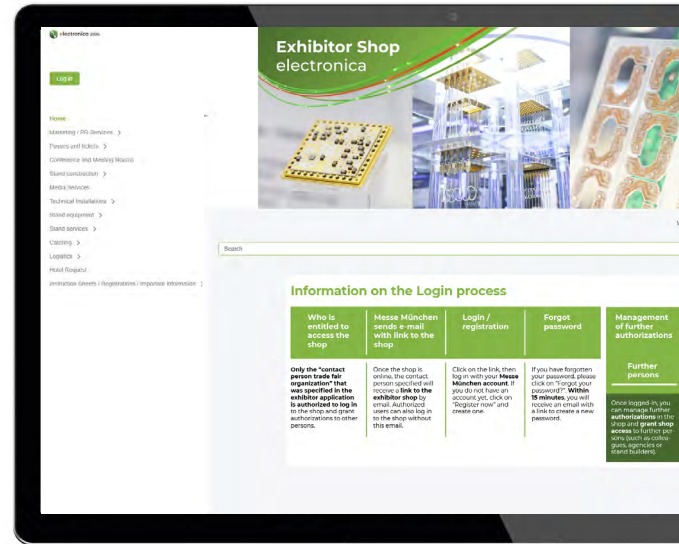 electronica 2026
Log in
Home
Marketing / PR Services >
Passes and tickets >
Conference and Meeting Rooms
Stand construction >
Media Services
Technical Installations >
Stand equipment >
Stand services >
Catering >
Logistics >
Hotel Request
Instruction Sheets / Registrations / Important Information
Exhibitor Shop
electronica
Search
Information on the Login process
Who is
entitled to
access the
shop
Only the "contact
person trade fair
organization" that
was specified in the
exhibitor application
is authorized to log in
to the shop and grant
authorizations to other
persons.
Messe München
sends e-mail
with link to the
shop
Once the shop is
online, the contact
person specified will
receive a link to the
exhibitor shop by
email. Authorized
users can also log in
to the shop without
this email.
Login /
registration
Click on the link, then
log in with your Messe
München account. If
you do not have an
account yet, click on
"Register now" and
create one.
Forgot
password
If you have forgotten
your password, please
click on "Forgot your
password?". Within
15 minutes, you will
receive an email with
a link to create a new
password.
Management
of further
authorizations
Further
persons
Once logged-in, you
can manage further
authorizations in the
shop and grant shop
access to further per-
sons (such as collea-
gues, agencies or
stand builders).